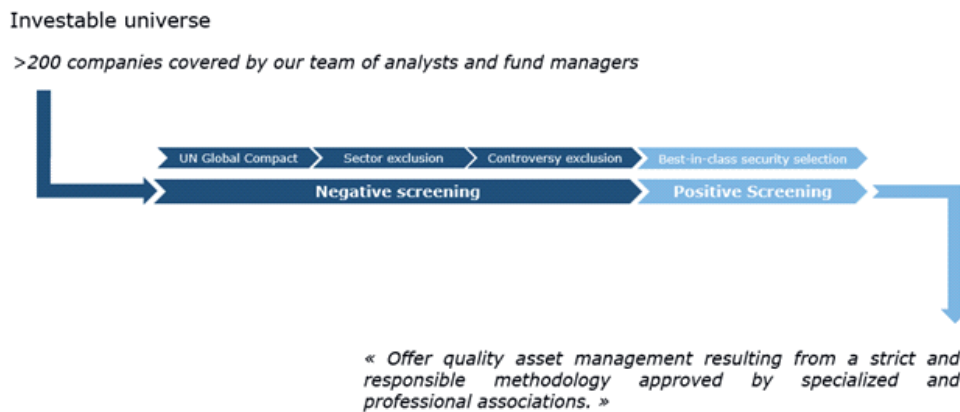 Investable universe
>200 companies covered by our team of analysts and fund managers
UN Global Compact
Sector exclusion
Controversy exclusion
Best-in-class security selection
Negative screening
Positive Screening
« Offer quality asset management resulting from a strict and
responsible methodology approved by specialized and
professional associations. »